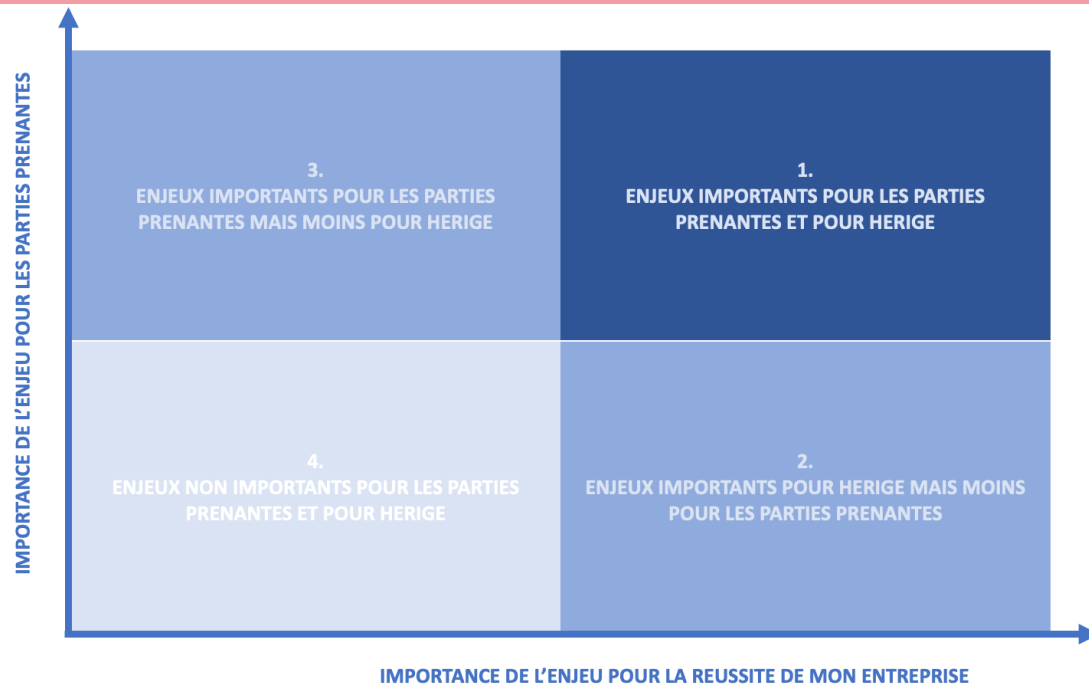 IMPORTANCE DE L'ENJEU POUR LES PARTIES PRENANTES
3.
ENJEUX IMPORTANTS POUR LES PARTIES
PRENANTES MAIS MOINS POUR HERIGE
1.
ENJEUX IMPORTANTS POUR LES PARTIES
PRENANTES ET POUR HERIGE
4.
ENJEUX NON IMPORTANTS POUR LES PARTIES
PRENANTES ET POUR HERIGE
2.
ENJEUX IMPORTANTS POUR HERIGE MAIS MOINS
POUR LES PARTIES PRENANTES
IMPORTANCE DE L'ENJEU POUR LA REUSSITE DE MON ENTREPRISE